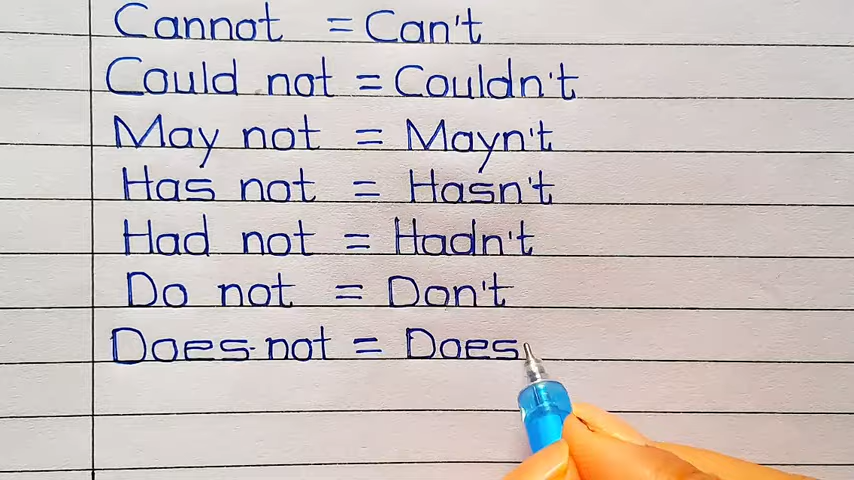 Cannot = Can't
Could not = Couldn't
May not = Mayn't
Has not = Hasn't
Had not = Hadn't
Do not = Don't
Does not = Does